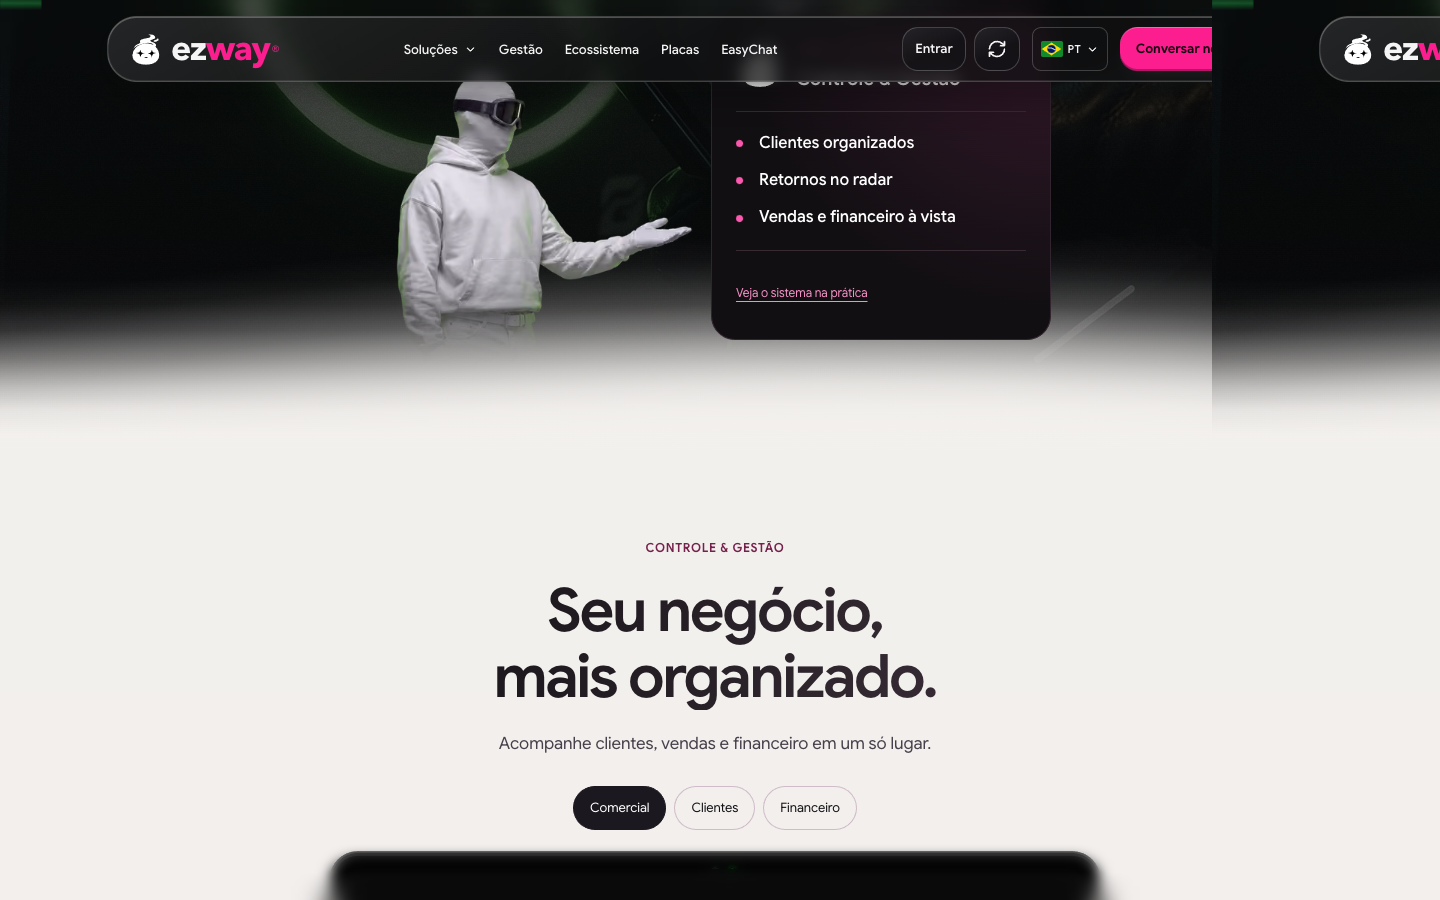 ezway®
Soluções
Gestão
Ecossistema
Placas
EasyChat
Entrar
PT
Conversar
Controle & Gestão
Clientes organizados
Retornos no radar
Vendas e financeiro à vista
Veja o sistema na prática
CONTROLE & GESTÃO
Seu negócio,
mais organizado.
Acompanhe clientes, vendas e financeiro em um só lugar.
Comercial
Clientes
Financeiro